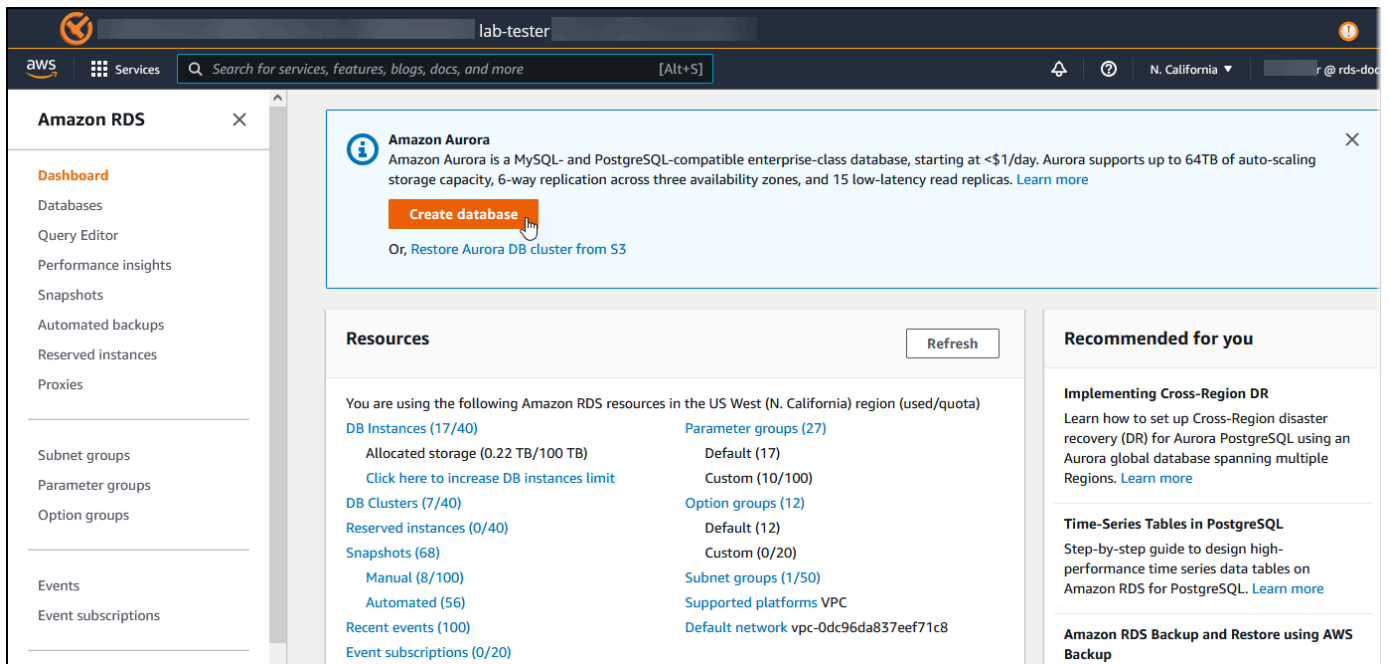 lab-tester
aws
Services
Search for services, features, blogs, docs, and more [Alt+S]
N. California ▼
r @ rds-doc
Amazon RDS
Dashboard
Databases
Query Editor
Performance insights
Snapshots
Automated backups
Reserved instances
Proxies
Subnet groups
Parameter groups
Option groups
Events
Event subscriptions
Amazon Aurora
Amazon Aurora is a MySQL- and PostgreSQL-compatible enterprise-class database, starting at <$1/day. Aurora supports up to 64TB of auto-scaling
storage capacity, 6-way replication across three availability zones, and 15 low-latency read replicas. Learn more
Create database
Or, Restore Aurora DB cluster from S3
Resources
Refresh
You are using the following Amazon RDS resources in the US West (N. California) region (used/quota)
DB Instances (17/40)
Allocated storage (0.22 TB/100 TB)
Click here to increase DB instances limit
DB Clusters (7/40)
Reserved instances (0/40)
Snapshots (68)
Manual (8/100)
Automated (56)
Recent events (100)
Event subscriptions (0/20)
Parameter groups (27)
Default (17)
Custom (10/100)
Option groups (12)
Default (12)
Custom (0/20)
Subnet groups (1/50)
Supported platforms VPC
Default network vpc-0dc96da837eef71c8
Recommended for you
Implementing Cross-Region DR
Learn how to set up Cross-Region disaster
recovery (DR) for Aurora PostgreSQL using an
Aurora global database spanning multiple
Regions. Learn more
Time-Series Tables in PostgreSQL
Step-by-step guide to design high-
performance time series data tables on
Amazon RDS for PostgreSQL. Learn more
Amazon RDS Backup and Restore using AWS
Backup